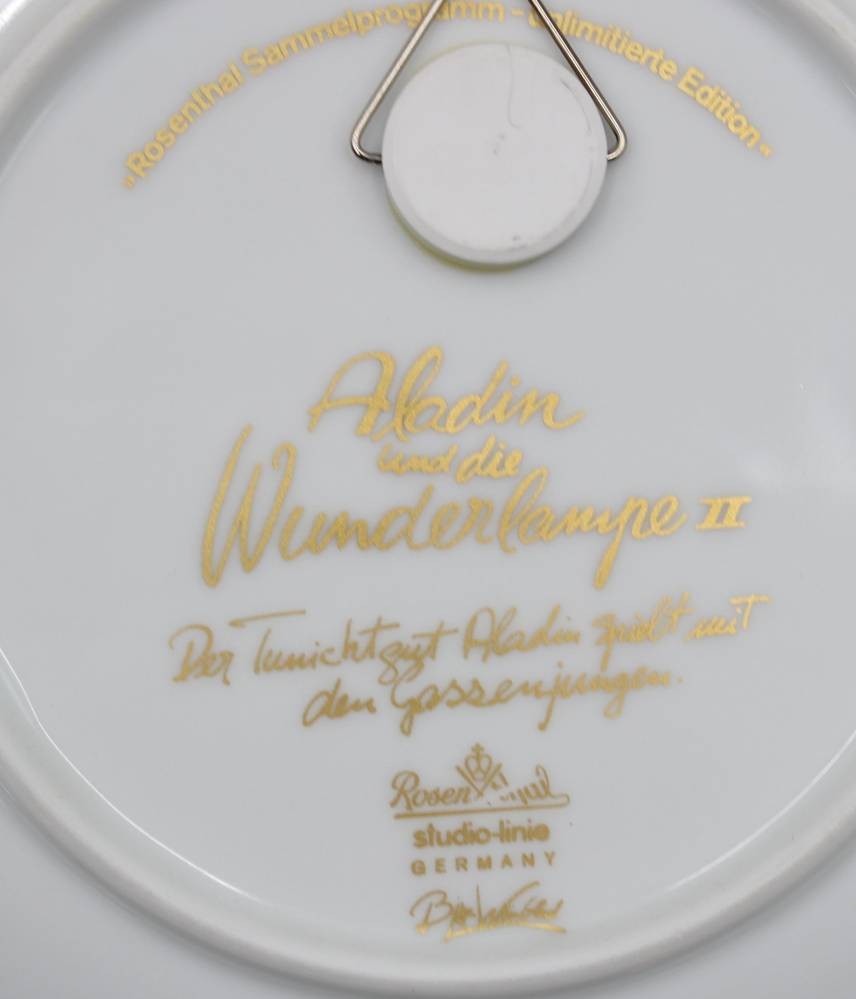 „Rosenthal Sammelprogramm - unlimitierte Edition“
Aladin
und die
Wunderlampe II
Der Tunichtgut Aladin spielt mit
den Gassenjungen.
Rosenthal
studio-linie
GERMANY